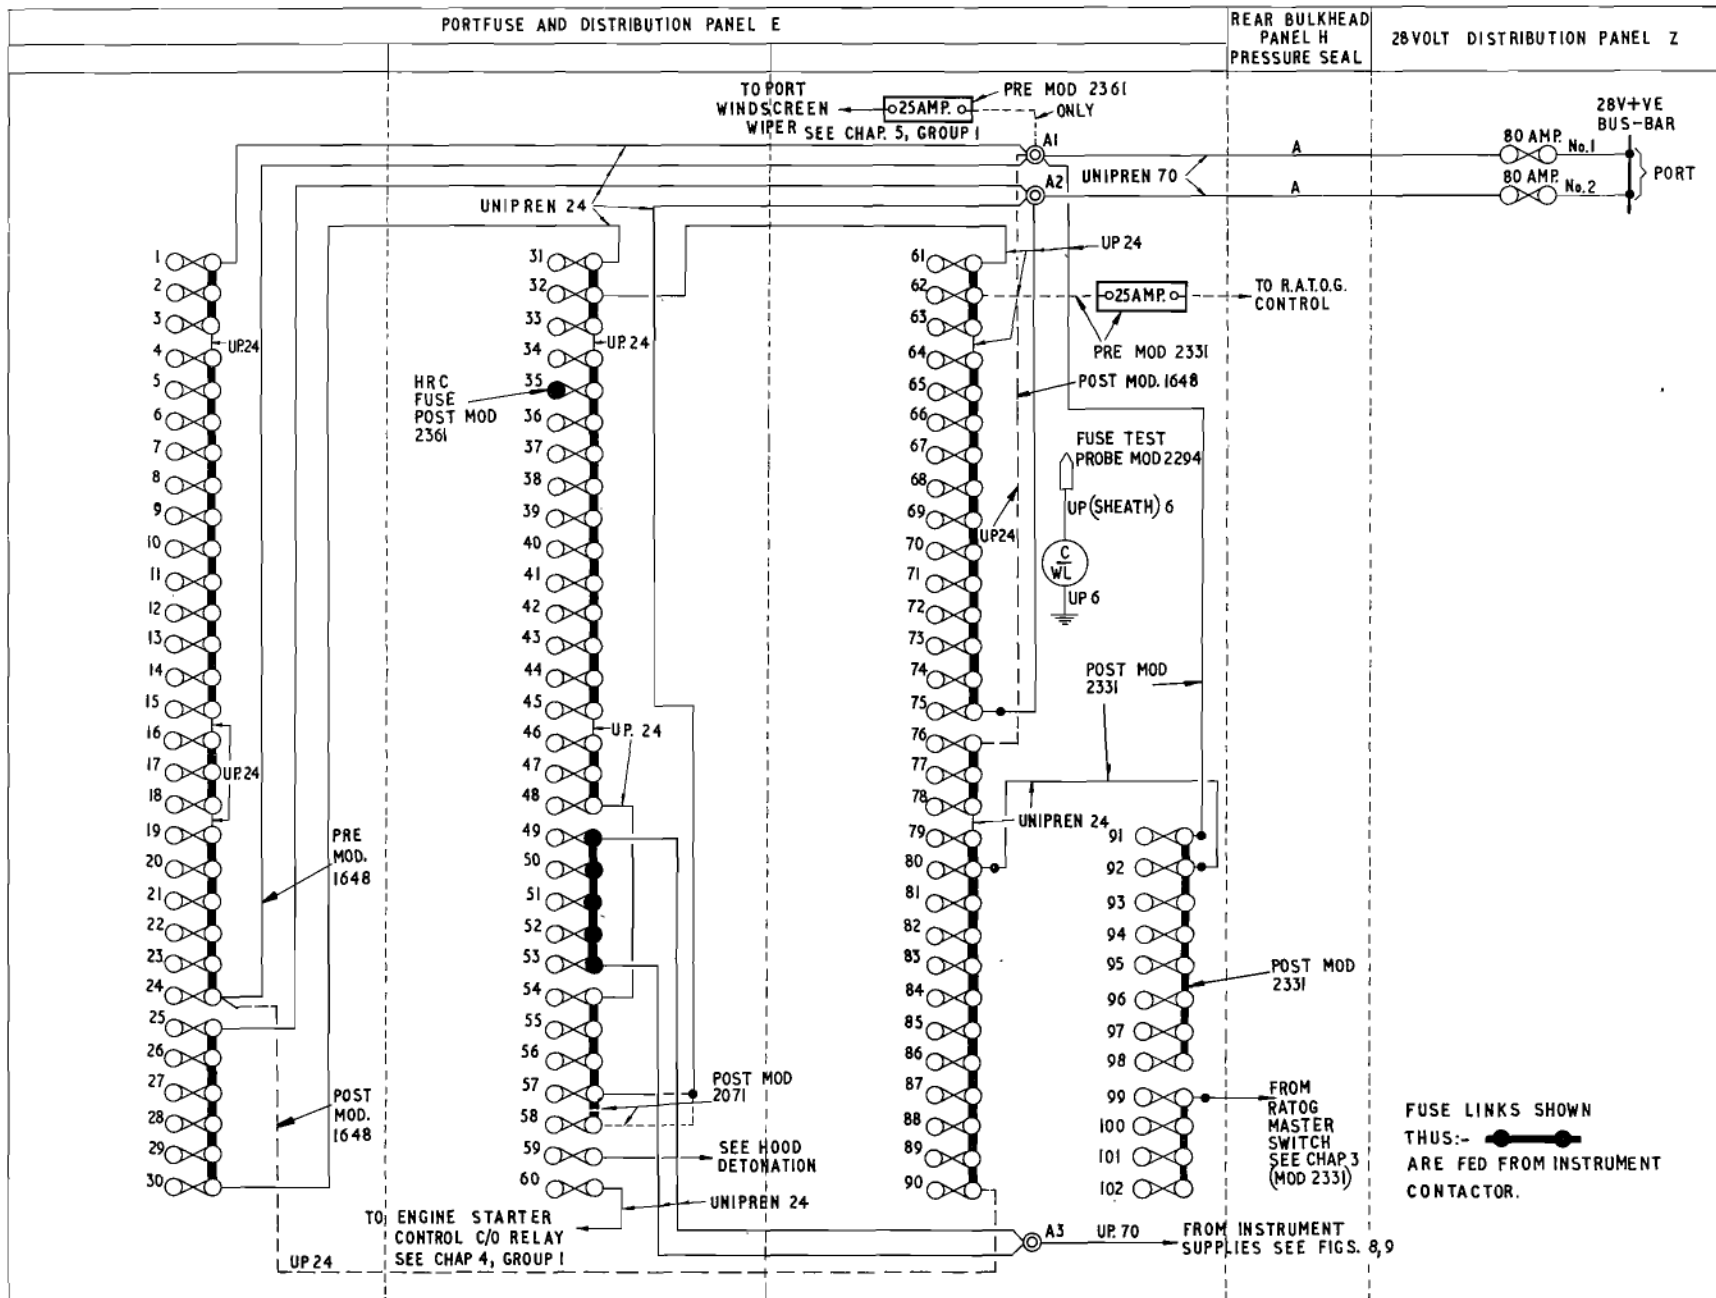 PORTFUSE AND DISTRIBUTION PANEL E
REAR BULKHEAD
PANEL H
PRESSURE SEAL
28 VOLT DISTRIBUTION PANEL Z
TO PORT
WINDSCREEN
WIPER SEE CHAP. 5, GROUP 1
25AMP.
PRE MOD 2361
ONLY
A1
A2
UNIPREN 70
A
A
80 AMP. No.1
80 AMP. No.2
28V+VE
BUS-BAR
PORT
UNIPREN 24
UP 24
25AMP.
TO R.A.T.O.G.
CONTROL
PRE MOD 2331
POST MOD. 1648
1
2
3
UP.24
4
5
6
7
8
9
10
11
12
13
14
15
16
17
UP.24
18
19
20
21
22
23
24
25
26
27
28
29
30
PRE
MOD.
1648
POST
MOD.
1648
UP 24
31
32
33
UP.24
34
35
HRC
FUSE
POST MOD
2361
36
37
38
39
40
41
42
43
44
45
46
UP. 24
47
48
49
50
51
52
53
54
55
56
57
58
POST MOD
2071
59
SEE HOOD
DETONATION
60
UNIPREN 24
TO ENGINE STARTER
CONTROL C/O RELAY
SEE CHAP 4, GROUP 1
61
62
63
64
65
66
67
68
69
70
71
72
73
74
75
76
77
78
79
80
81
82
83
84
85
86
87
88
89
90
UP24
FUSE TEST
PROBE MOD 2294
UP (SHEATH) 6
C
WL
UP 6
POST MOD
2331
UNIPREN 24
91
92
93
94
95
96
97
98
99
100
101
102
POST MOD
2331
FROM
RATOG
MASTER
SWITCH
SEE CHAP. 3
(MOD 2331)
A3
UP. 70
FROM INSTRUMENT
SUPPLIES SEE FIGS. 8,9
FUSE LINKS SHOWN
THUS:-
ARE FED FROM INSTRUMENT
CONTACTOR.